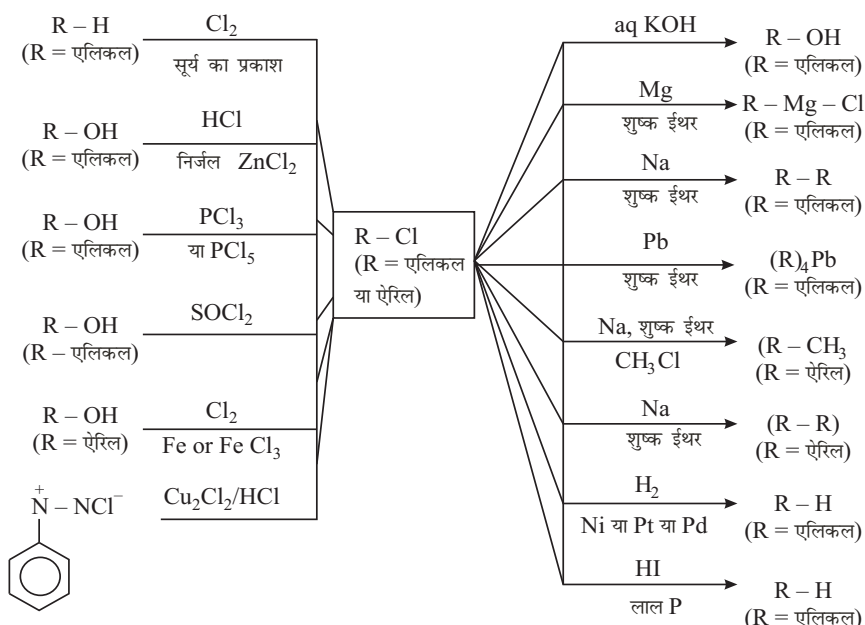 R – H
(R = एलिकल)
Cl₂
सूर्य का प्रकाश
R – OH
(R = एलिकल)
HCl
निर्जल ZnCl₂
R – OH
(R = एलिकल)
PCl₃
या PCl₅
R – OH
(R – एलिकल)
SOCl₂
R – OH
(R = ऐरिल)
Cl₂
Fe or Fe Cl₃
N⁺ – NCl⁻
Cu₂Cl₂/HCl
R – Cl
(R = एलिकल
या ऐरिल)
aq KOH
R – OH
(R = एलिकल)
Mg
शुष्क ईथर
R – Mg – Cl
(R = एलिकल)
Na
शुष्क ईथर
R – R
(R = एलिकल)
Pb
शुष्क ईथर
(R)₄Pb
(R = एलिकल)
Na, शुष्क ईथर
CH₃Cl
(R – CH₃
(R = ऐरिल)
Na
शुष्क ईथर
(R – R)
(R = ऐरिल)
H₂
Ni या Pt या Pd
R – H
(R = एलिकल)
HI
लाल P
R – H
(R = एलिकल)